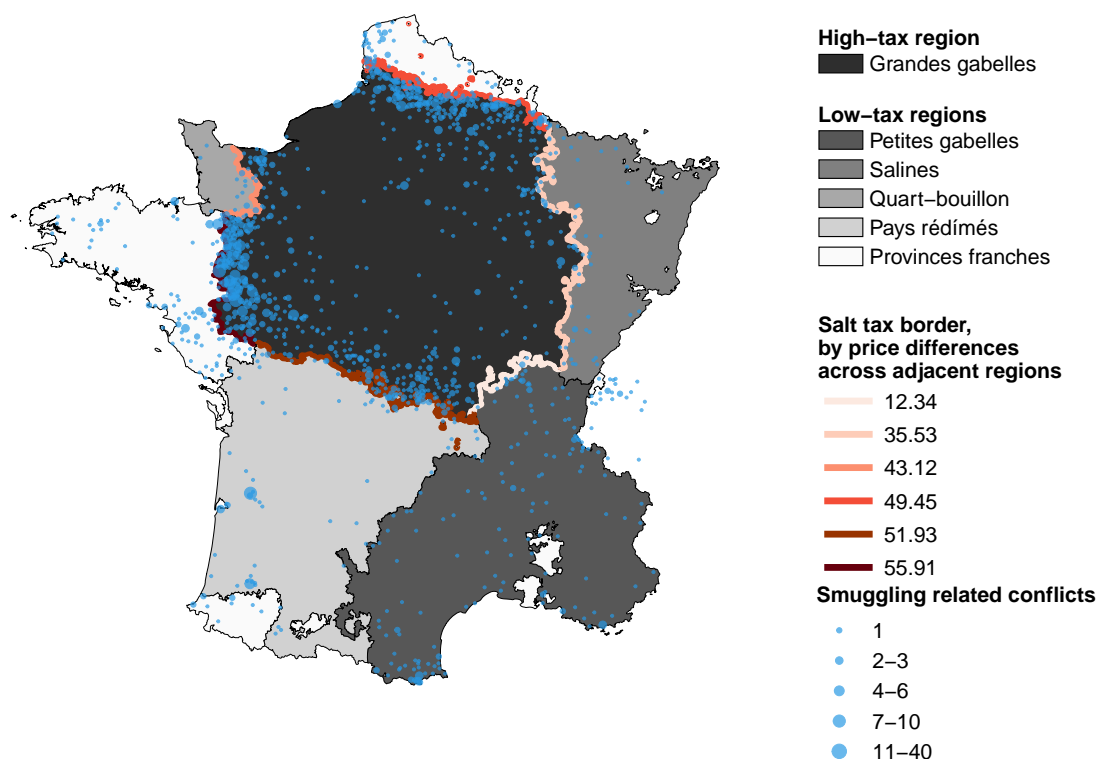 High−tax region
Grandes gabelles
Low−tax regions
Petites gabelles
Salines
Quart−bouillon
Pays rédímés
Provinces franches
Salt tax border,
by price differences
across adjacent regions
12.34
35.53
43.12
49.45
51.93
55.91
Smuggling related conflicts
1
2−3
4−6
7−10
11−40